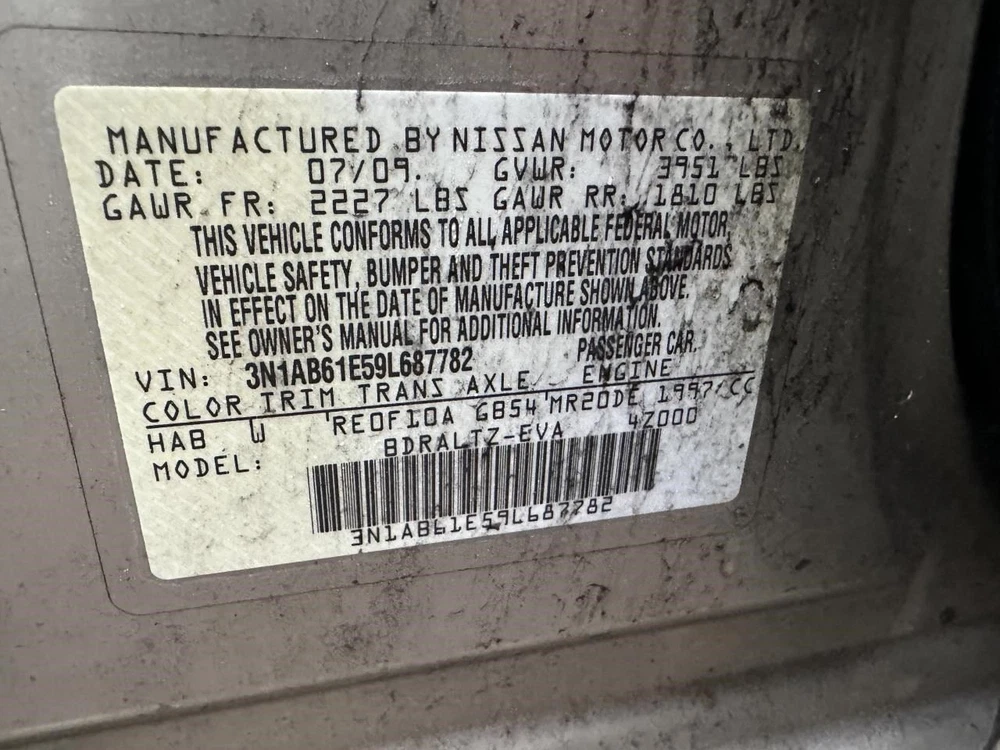 MANUFACTURED BY NISSAN MOTOR CO., LTD.
DATE: 07/09. GVWR: 3951 LBS
GAWR FR: 2227 LBS GAWR RR: 1810 LBS
THIS VEHICLE CONFORMS TO ALL APPLICABLE FEDERAL MOTOR
VEHICLE SAFETY, BUMPER AND THEFT PREVENTION STANDARDS
IN EFFECT ON THE DATE OF MANUFACTURE SHOWN ABOVE.
SEE OWNER'S MANUAL FOR ADDITIONAL INFORMATION.
VIN: 3N1AB61E59L687782 PASSENGER CAR.
COLOR TRIM TRANS AXLE ENGINE
HAB W RE0F10A GB54 MR20DE 1997 CC
MODEL: BDRALTZ-EVA 4Z000
3N1AB61E59L687782